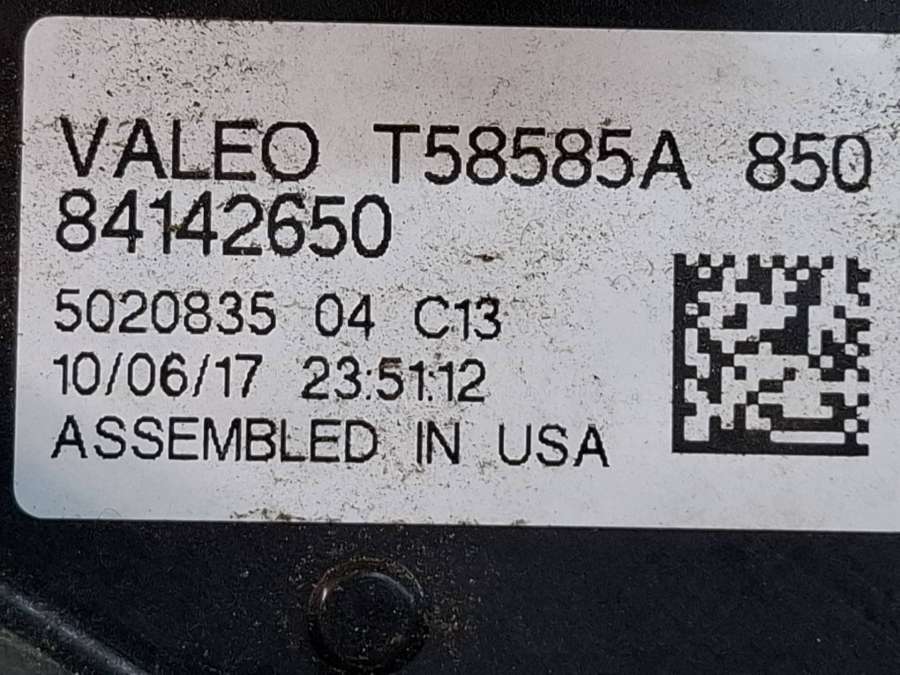 VALEO T58585A 850
84142650
5020835 04 C13
10/06/17 23:51:12
ASSEMBLED IN USA